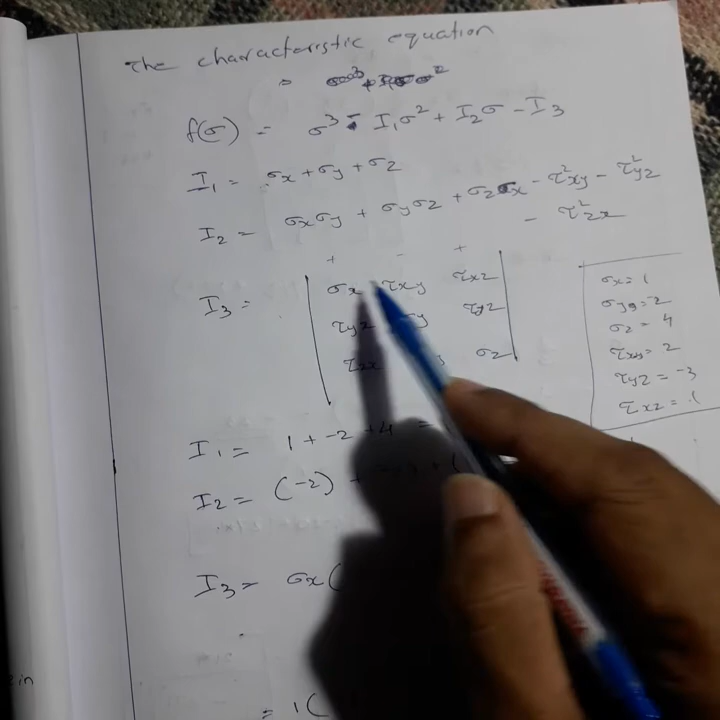 The characteristic equation
=
f(σ) = σ³ - I₁σ² + I₂σ - I₃
I₁ = σx + σy + σz
I₂ = σxσy + σyσz + σzσx - τ²xy - τ²yz
- τ²zx
+ - +
I₃ = σx τxy τxz
τyz σy τyz
τzx σz
σx = 1
σy = -2
σz = 4
τxy = 2
τyz = -3
τxz = 1
I₁ = 1 + -2 + 4 =
I₂ = (-2) +
I₃ = σx (
= 1 (
in